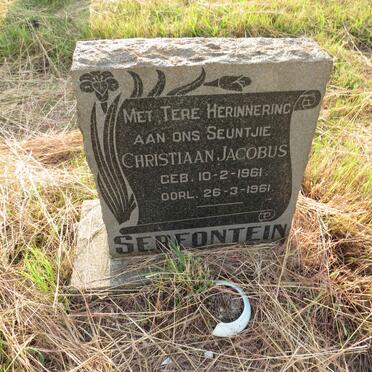 MET TERE HERINNERING
AAN ONS SEUNTJIE
CHRISTIAAN JACOBUS
GEB. 10-2-1961
OORL. 26-3-1961
SERFONTEIN